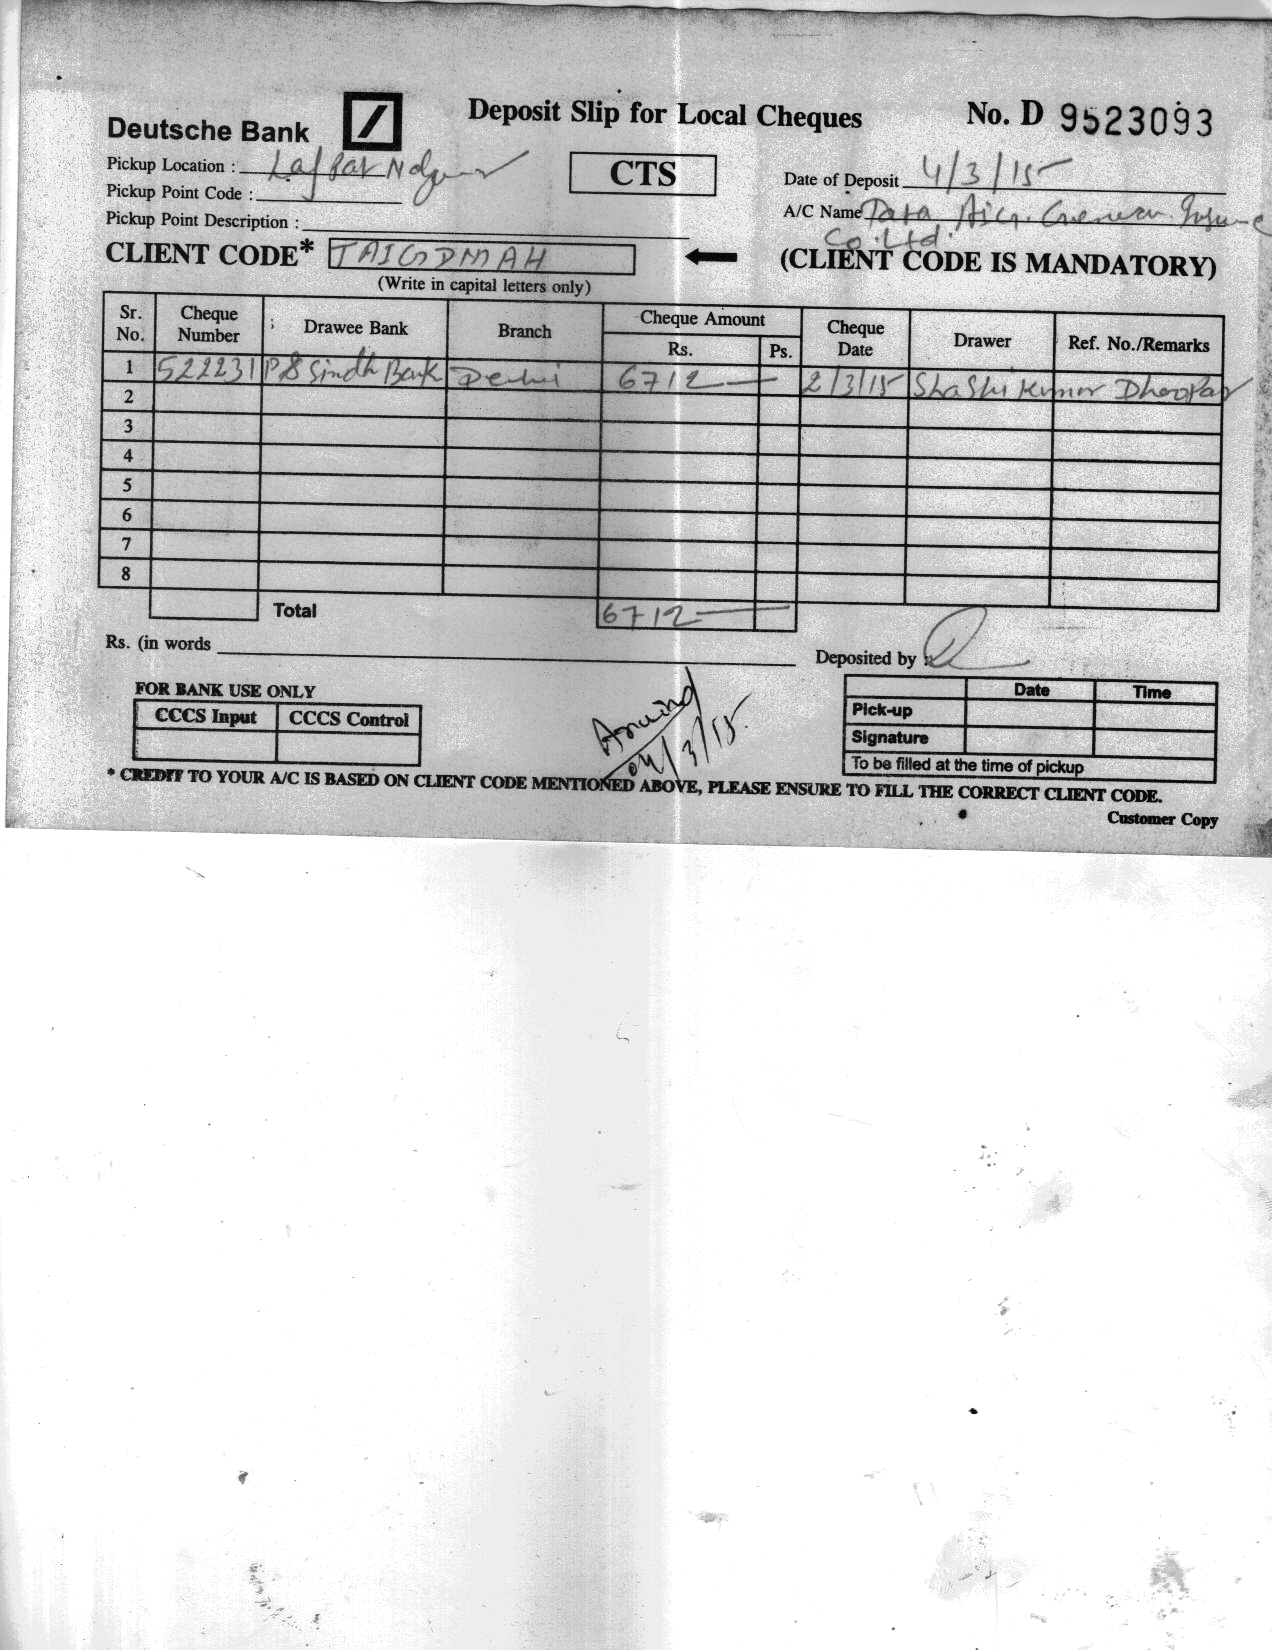 Deutsche Bank
Deposit Slip for Local Cheques
No. D 9523093
Pickup Location : Lajpat
CTS
Date of Deposit 4/3/15
Pickup Point Code :
A/C Name Tata Aig. General Insurance
Co. Ltd.
Pickup Point Description :
CLIENT CODE* TAIGDMAH
(CLIENT CODE IS MANDATORY)
(Write in capital letters only)
Sr. No. Cheque Number Drawee Bank Branch Cheque Amount Rs. Ps. Cheque Date Drawer Ref. No./Remarks
1 522231 P & Sindh Bank Delhi 6712 — 2/3/15 Shashi Kumar Dhoopar
2
3
4
5
6
7
8
Total 6712 —
Rs. (in words
Deposited by :
FOR BANK USE ONLY
CCCS Input CCCS Control
Arvind
04/3/15
Date Time
Pick-up
Signature
To be filled at the time of pickup
* CREDIT TO YOUR A/C IS BASED ON CLIENT CODE MENTIONED ABOVE, PLEASE ENSURE TO FILL THE CORRECT CLIENT CODE.
Customer Copy